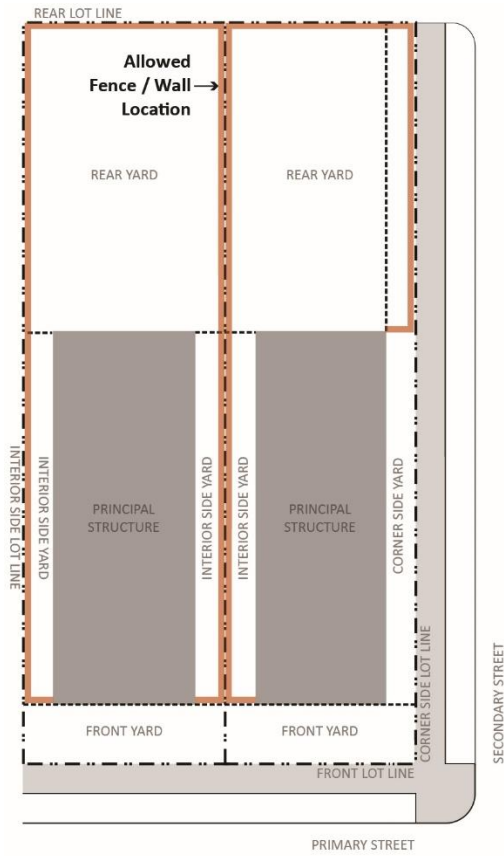 REAR LOT LINE
Allowed
Fence / Wall
Location
REAR YARD
REAR YARD
INTERIOR SIDE LOT LINE
INTERIOR SIDE YARD
PRINCIPAL
STRUCTURE
INTERIOR SIDE YARD
INTERIOR SIDE YARD
PRINCIPAL
STRUCTURE
CORNER SIDE YARD
CORNER SIDE LOT LINE
SECONDARY STREET
FRONT YARD
FRONT YARD
FRONT LOT LINE
PRIMARY STREET